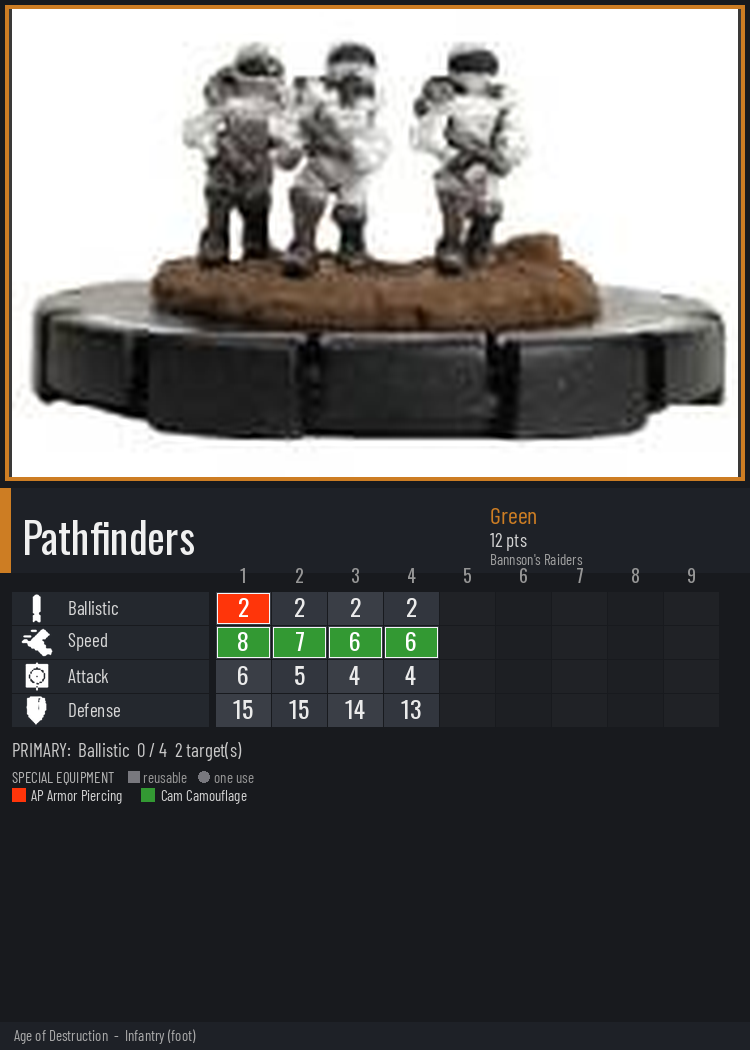 Pathfinders
Green
12 pts
Bannson's Raiders
1 2 3 4 5 6 7 8 9
Ballistic 2 2 2 2
Speed 8 7 6 6
Attack 6 5 4 4
Defense 15 15 14 13
PRIMARY: Ballistic 0 / 4 2 target(s)
SPECIAL EQUIPMENT reusable one use
AP Armor Piercing Cam Camouflage
Age of Destruction - Infantry (foot)